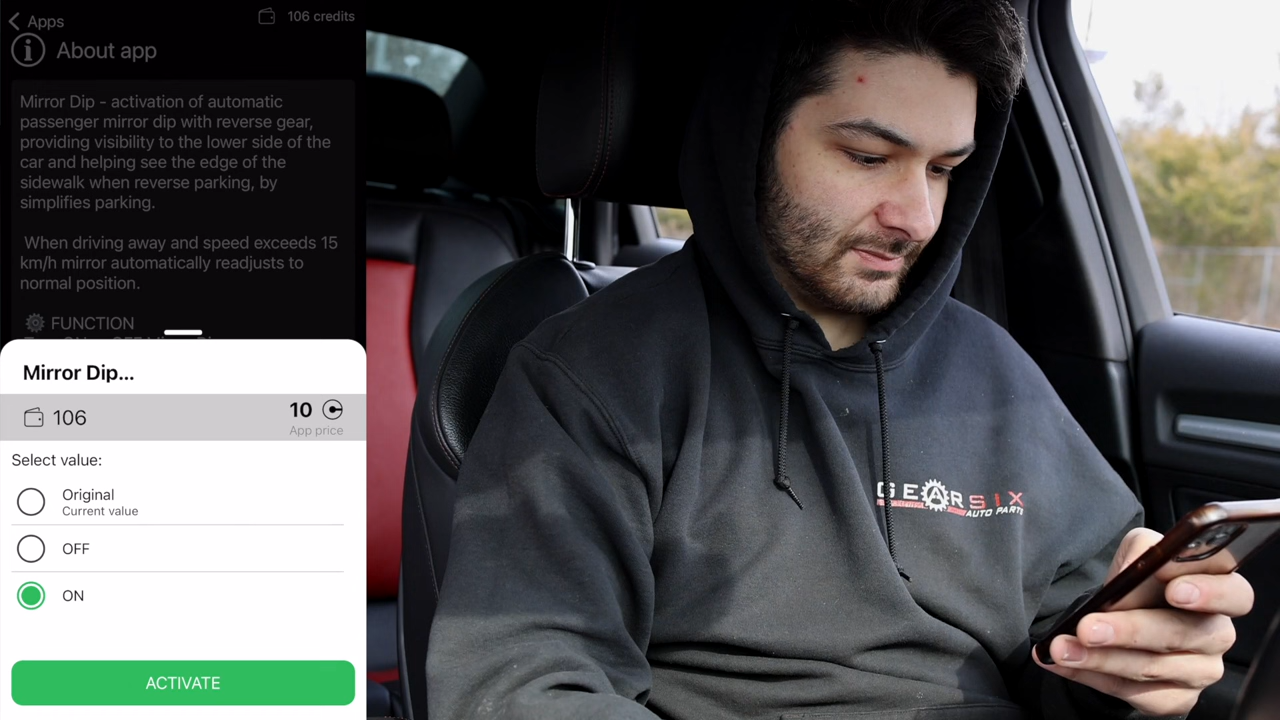 Apps
106 credits
About app
Mirror Dip - activation of automatic
passenger mirror dip with reverse gear,
providing visibility to the lower side of the
car and helping see the edge of the
sidewalk when reverse parking, by
simplifies parking.
When driving away and speed exceeds 15
km/h mirror automatically readjusts to
normal position.
FUNCTION
Mirror Dip...
106
10
App price
Select value:
Original
Current value
OFF
ON
ACTIVATE
GEARSIX
AUTO PARTS